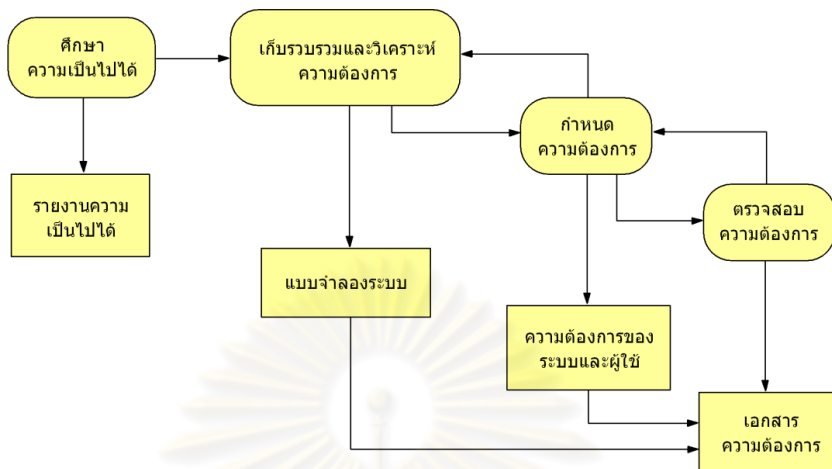 ศึกษา
ความเป็นไปได้
เก็บรวบรวมและวิเคราะห์
ความต้องการ
กำหนด
ความต้องการ
รายงานความ
เป็นไปได้
ตรวจสอบ
ความต้องการ
แบบจำลองระบบ
ความต้องการของ
ระบบและผู้ใช้
เอกสาร
ความต้องการ